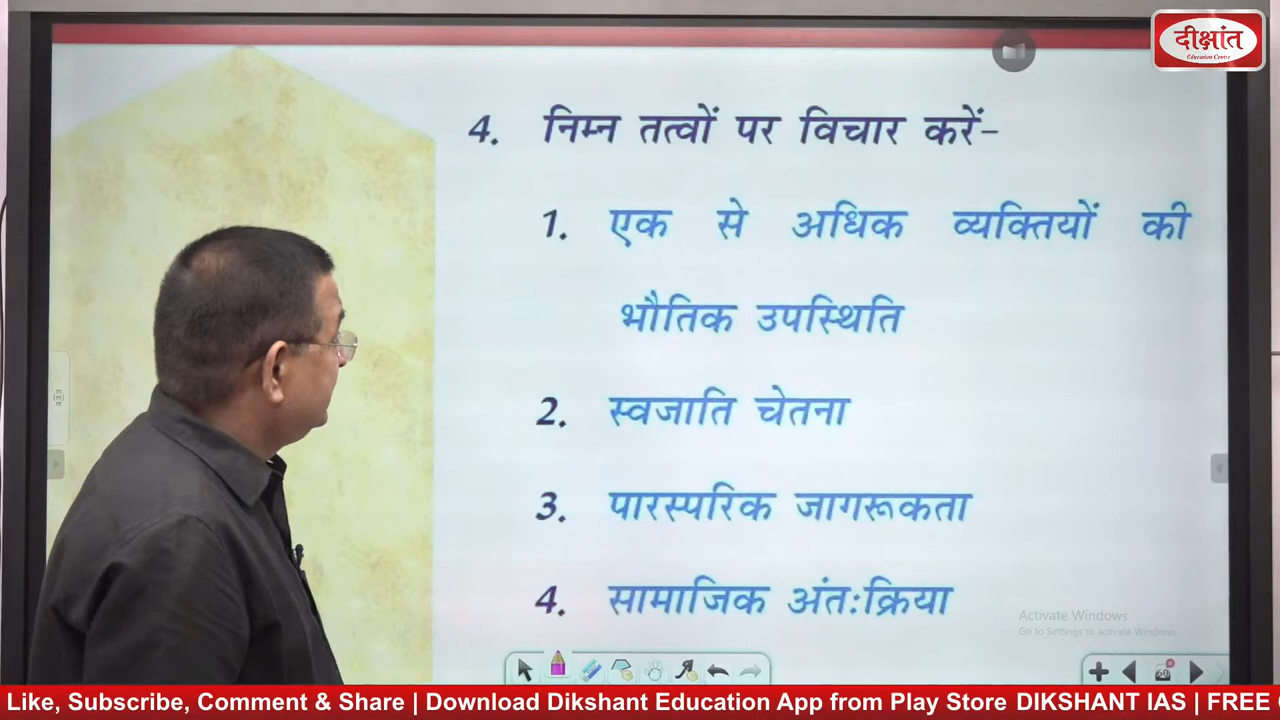 दीक्षांत
Education Centre
4. निम्न तत्वों पर विचार करें-
1. एक से अधिक व्यक्तियों की
भौतिक उपस्थिति
2. स्वजाति चेतना
3. पारस्परिक जागरूकता
4. सामाजिक अंतःक्रिया
Activate Windows
Go to Settings to activate Windows.
Like, Subscribe, Comment & Share | Download Dikshant Education App from Play Store DIKSHANT IAS | FREE